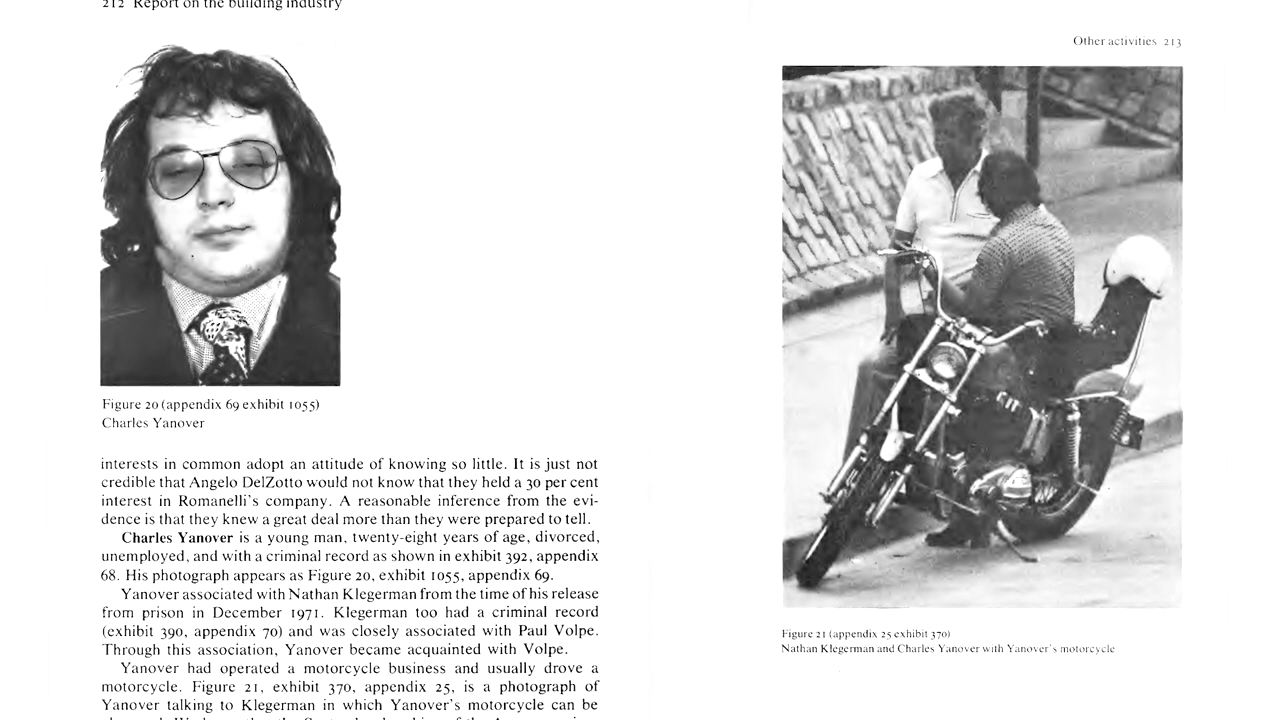 212 Report on the building industry
Figure 20 (appendix 69 exhibit 1055)
Charles Yanover
interests in common adopt an attitude of knowing so little. It is just not
credible that Angelo DelZotto would not know that they held a 30 per cent
interest in Romanelli's company. A reasonable inference from the evi-
dence is that they knew a great deal more than they were prepared to tell.
Charles Yanover is a young man, twenty-eight years of age, divorced,
unemployed, and with a criminal record as shown in exhibit 392, appendix
68. His photograph appears as Figure 20, exhibit 1055, appendix 69.
Yanover associated with Nathan Klegerman from the time of his release
from prison in December 1971. Klegerman too had a criminal record
(exhibit 390, appendix 70) and was closely associated with Paul Volpe.
Through this association, Yanover became acquainted with Volpe.
Yanover had operated a motorcycle business and usually drove a
motorcycle. Figure 21, exhibit 370, appendix 25, is a photograph of
Yanover talking to Klegerman in which Yanover's motorcycle can be
Other activities 213
Figure 21 (appendix 25 exhibit 370)
Nathan Klegerman and Charles Yanover with Yanover's motorcycle